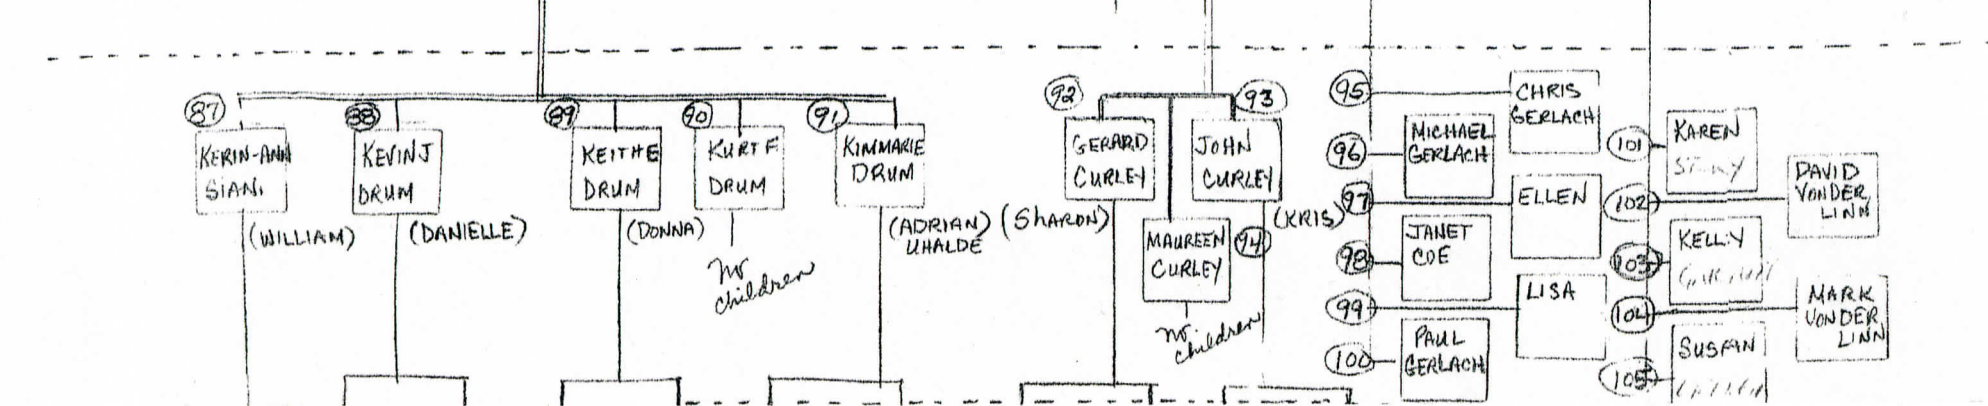 87
KERIN-ANN
SIANI
(WILLIAM)
88
KEVIN J
DRUM
(DANIELLE)
89
KEITH E
DRUM
(DONNA)
90
KURT F
DRUM
no
children
91
KIMMARIE
DRUM
(ADRIAN)
UHALDE
92
GERARD
CURLEY
(SHARON)
93
JOHN
CURLEY
(KRIS)
94
MAUREEN
CURLEY
no
children
95
CHRIS
GERLACH
96
MICHAEL
GERLACH
97
ELLEN
98
JANET
COE
99
LISA
100
PAUL
GERLACH
101
KAREN
102
DAVID
VONDER
LINN
103
KELLY
104
MARK
VONDER
LINN
105
SUSAN